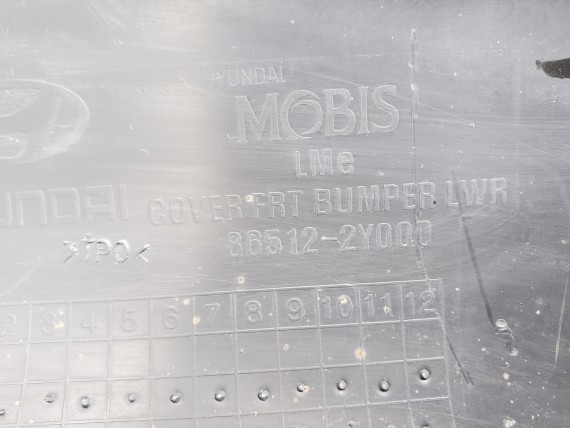 HYUNDAI
MOBIS
LMe
HYUNDAI COVER FRT BUMPER LWR
>TPO< 86512-2Y000
2 3 4 5 6 7 8 9 10 11 12